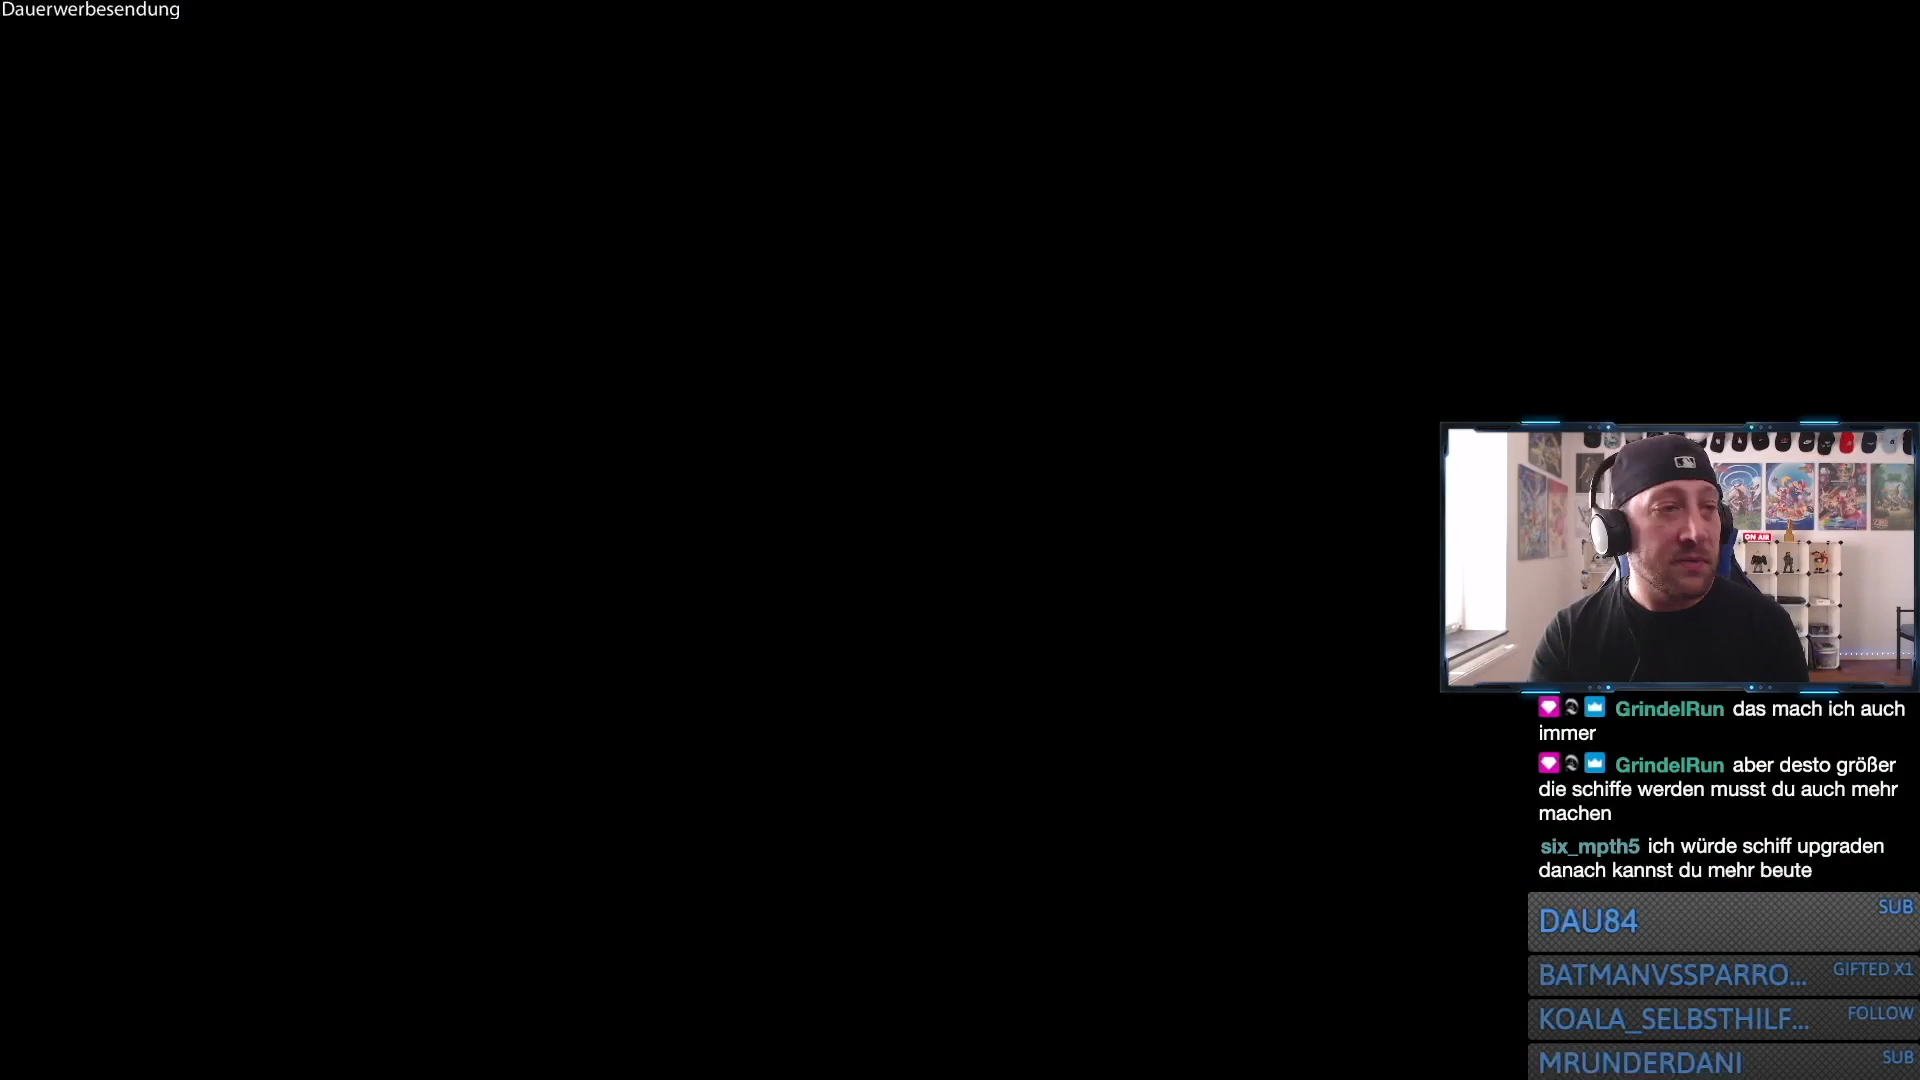 Dauerwerbesendung
ON AIR
GrindelRun das mach ich auch
immer
GrindelRun aber desto größer
die schiffe werden musst du auch mehr
machen
six_mpth5 ich würde schiff upgraden
danach kannst du mehr beute
DAU84 SUB
BATMANVSSPARRO... GIFTED X1
KOALA_SELBSTHILF... FOLLOW
MRUNDERDANI SUB